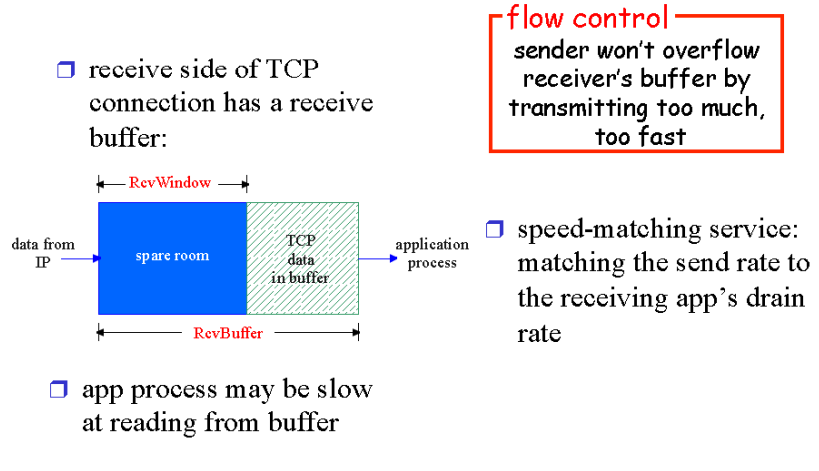 flow control
sender won't overflow
receiver's buffer by
transmitting too much,
too fast
receive side of TCP
connection has a receive
buffer:
RcvWindow
data from
IP
spare room
TCP
data
in buffer
application
process
RcvBuffer
speed-matching service:
matching the send rate to
the receiving app's drain
rate
app process may be slow
at reading from buffer